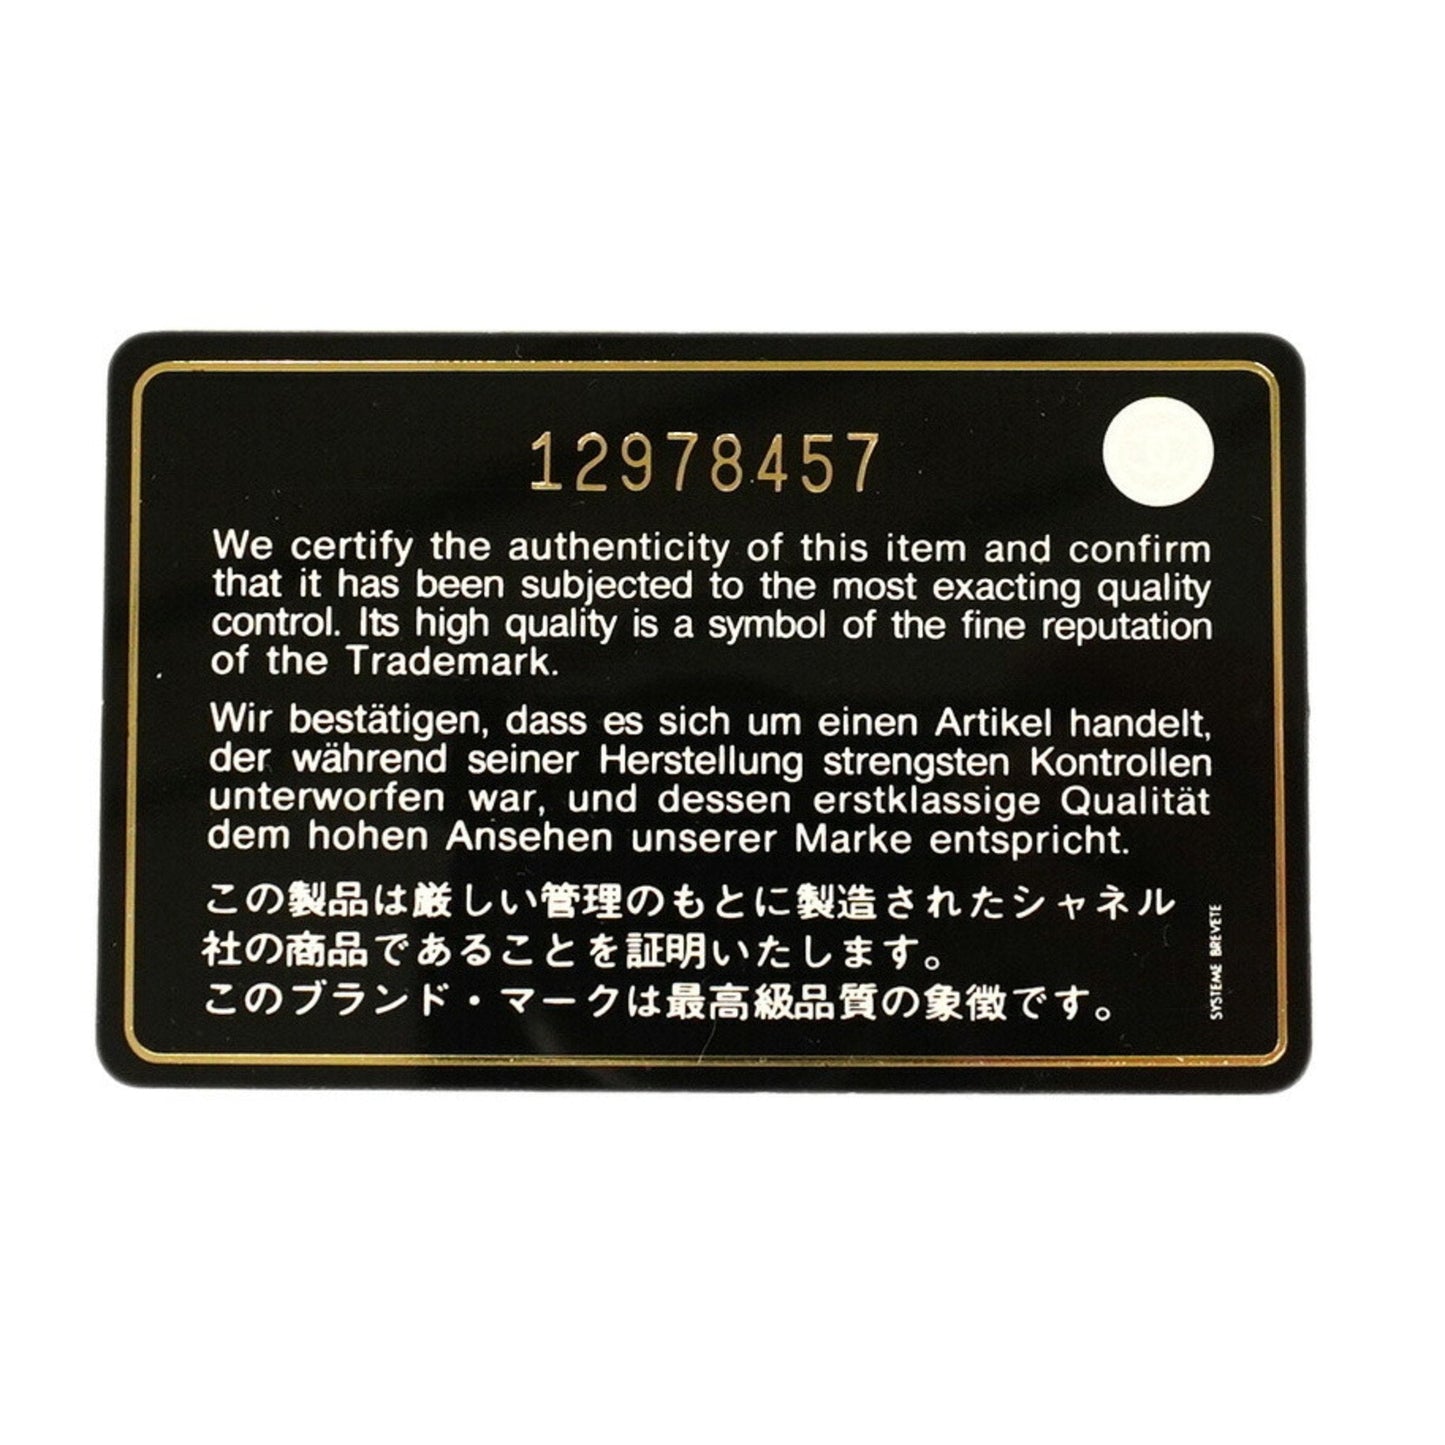 12978457
We certify the authenticity of this item and confirm
that it has been subjected to the most exacting quality
control. Its high quality is a symbol of the fine reputation
of the Trademark.
Wir bestätigen, dass es sich um einen Artikel handelt,
der während seiner Herstellung strengsten Kontrollen
unterworfen war, und dessen erstklassige Qualität
dem hohen Ansehen unserer Marke entspricht.
この製品は厳しい管理のもとに製造されたシャネル
社の商品であることを証明いたします。
このブランド・マークは最高級品質の象徴です。
SYSTEME BREVETE